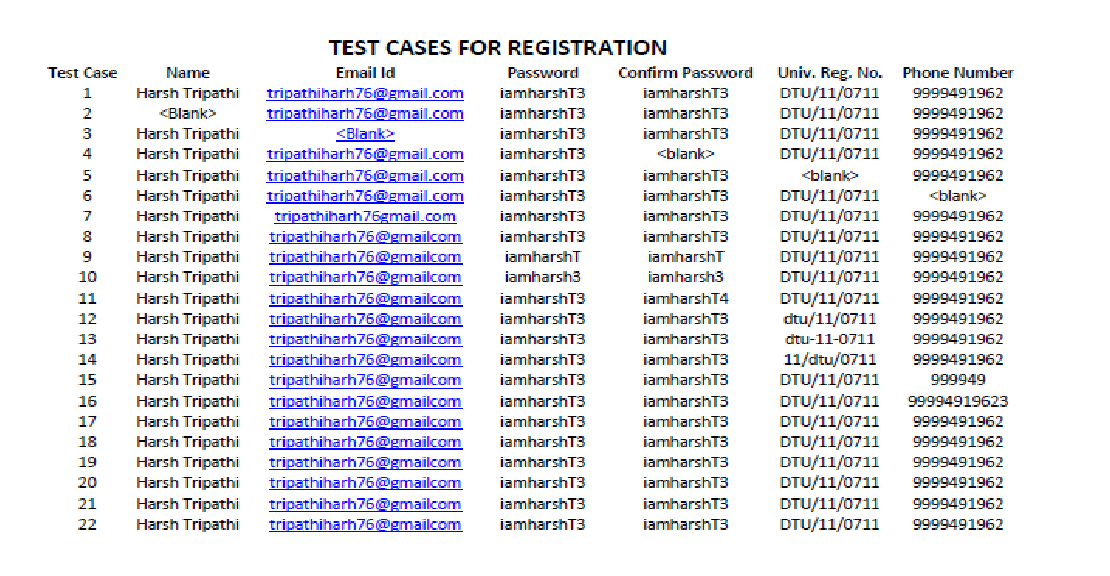 TEST CASES FOR REGISTRATION
Test Case Name Email Id Password Confirm Password Univ. Reg. No. Phone Number
1 Harsh Tripathi tripathiharh76@gmail.com iamharshT3 iamharshT3 DTU/11/0711 9999491962
2 <Blank> tripathiharh76@gmail.com iamharshT3 iamharshT3 DTU/11/0711 9999491962
3 Harsh Tripathi <Blank> iamharshT3 iamharshT3 DTU/11/0711 9999491962
4 Harsh Tripathi tripathiharh76@gmail.com iamharshT3 <blank> DTU/11/0711 9999491962
5 Harsh Tripathi tripathiharh76@gmail.com iamharshT3 iamharshT3 <blank> 9999491962
6 Harsh Tripathi tripathiharh76@gmail.com iamharshT3 iamharshT3 DTU/11/0711 <blank>
7 Harsh Tripathi tripathiharh76gmail.com iamharshT3 iamharshT3 DTU/11/0711 9999491962
8 Harsh Tripathi tripathiharh76@gmailcom iamharshT3 iamharshT3 DTU/11/0711 9999491962
9 Harsh Tripathi tripathiharh76@gmailcom iamharshT iamharshT DTU/11/0711 9999491962
10 Harsh Tripathi tripathiharh76@gmailcom iamharsh3 iamharsh3 DTU/11/0711 9999491962
11 Harsh Tripathi tripathiharh76@gmailcom iamharshT3 iamharshT4 DTU/11/0711 9999491962
12 Harsh Tripathi tripathiharh76@gmailcom iamharshT3 iamharshT3 dtu/11/0711 9999491962
13 Harsh Tripathi tripathiharh76@gmailcom iamharshT3 iamharshT3 dtu-11-0711 9999491962
14 Harsh Tripathi tripathiharh76@gmailcom iamharshT3 iamharshT3 11/dtu/0711 9999491962
15 Harsh Tripathi tripathiharh76@gmailcom iamharshT3 iamharshT3 DTU/11/0711 999949
16 Harsh Tripathi tripathiharh76@gmailcom iamharshT3 iamharshT3 DTU/11/0711 99994919623
17 Harsh Tripathi tripathiharh76@gmailcom iamharshT3 iamharshT3 DTU/11/0711 9999491962
18 Harsh Tripathi tripathiharh76@gmailcom iamharshT3 iamharshT3 DTU/11/0711 9999491962
19 Harsh Tripathi tripathiharh76@gmailcom iamharshT3 iamharshT3 DTU/11/0711 9999491962
20 Harsh Tripathi tripathiharh76@gmailcom iamharshT3 iamharshT3 DTU/11/0711 9999491962
21 Harsh Tripathi tripathiharh76@gmailcom iamharshT3 iamharshT3 DTU/11/0711 9999491962
22 Harsh Tripathi tripathiharh76@gmailcom iamharshT3 iamharshT3 DTU/11/0711 9999491962